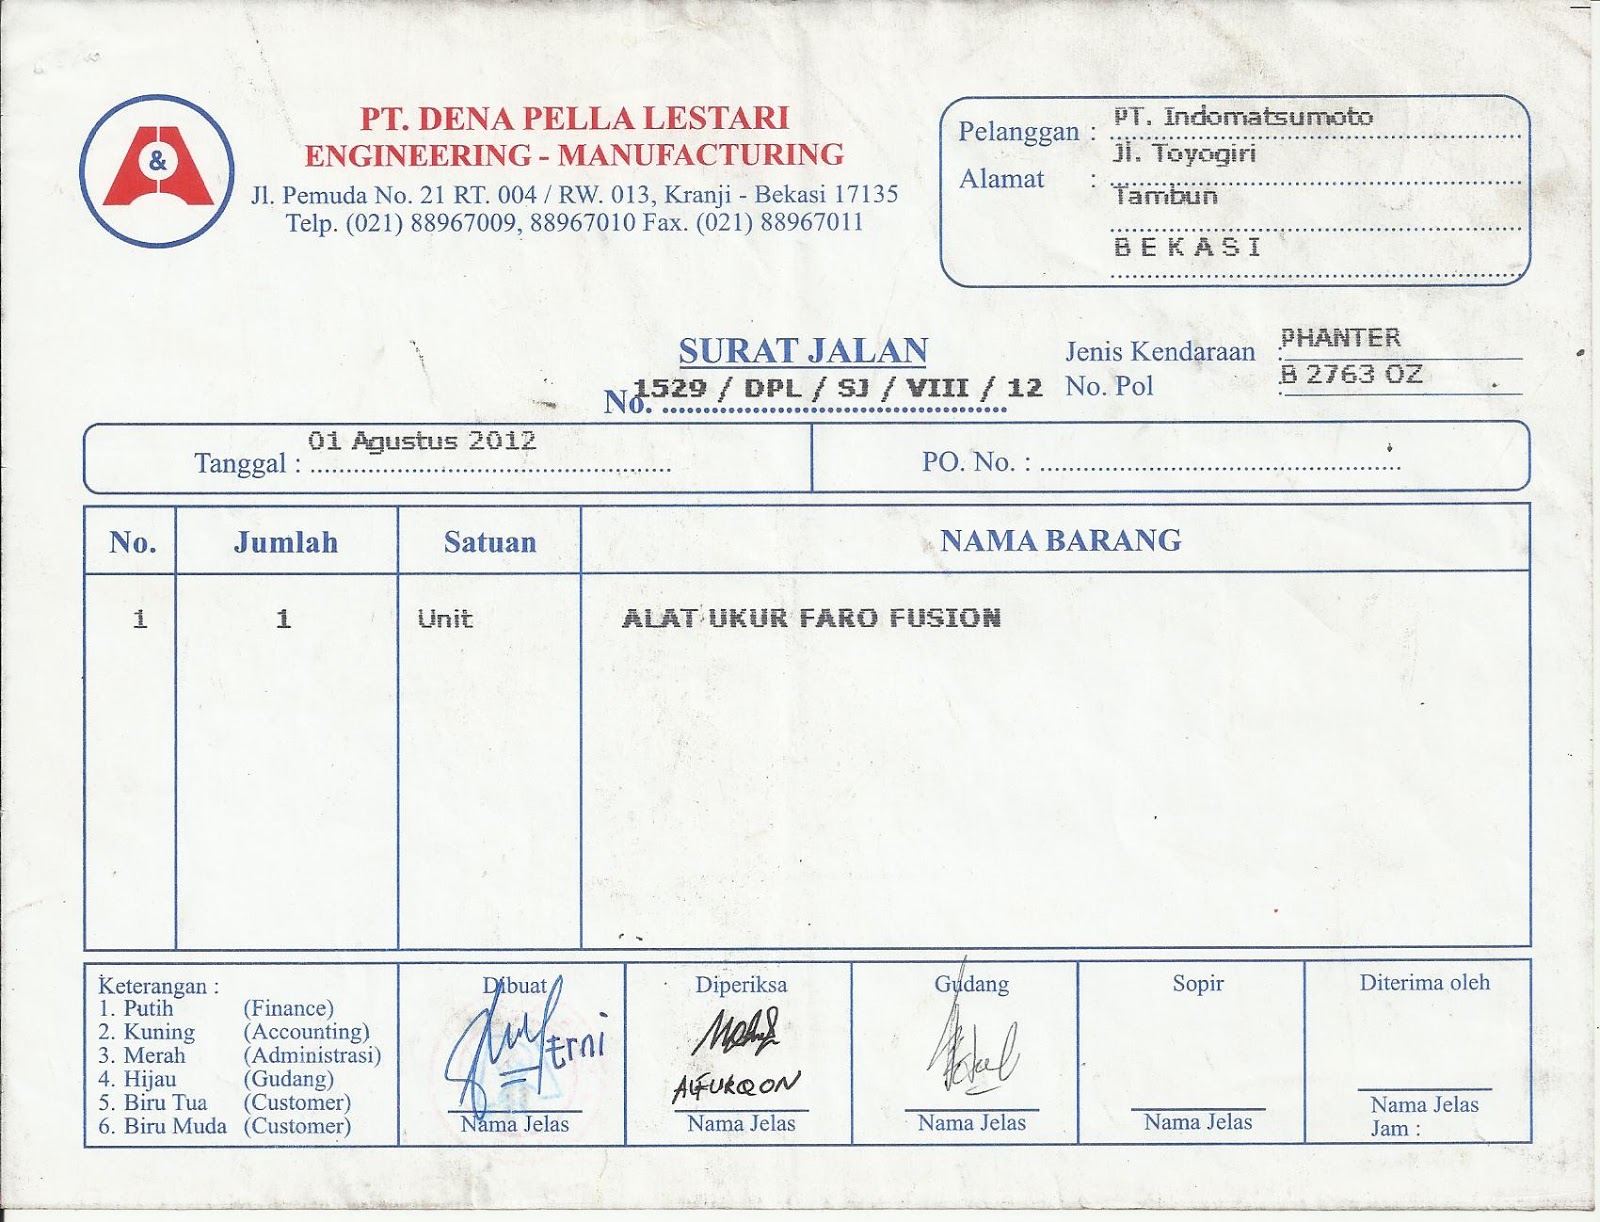 A & A
PT. DENA PELLA LESTARI
ENGINEERING - MANUFACTURING
Jl. Pemuda No. 21 RT. 004 / RW. 013, Kranji - Bekasi 17135
Telp. (021) 88967009, 88967010 Fax. (021) 88967011
Pelanggan : PT. Indomatsumoto
Alamat : Jl. Toyogiri
Tambun
B E K A S I
SURAT JALAN
No. 1529 / DPL / SJ / VIII / 12
Jenis Kendaraan : PHANTER
No. Pol : B 2763 OZ
Tanggal : 01 Agustus 2012
PO. No. :
No. Jumlah Satuan NAMA BARANG
1 1 Unit ALAT UKUR FARO FUSION
Keterangan :
1. Putih (Finance)
2. Kuning (Accounting)
3. Merah (Administrasi)
4. Hijau (Gudang)
5. Biru Tua (Customer)
6. Biru Muda (Customer)
Dibuat
Erni
Nama Jelas
Diperiksa
ALFURQON
Nama Jelas
Gudang
Nama Jelas
Sopir
Nama Jelas
Diterima oleh
Nama Jelas
Jam :